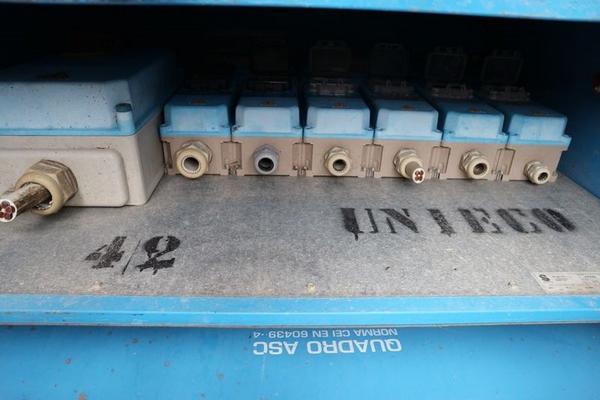 UNIECO
4/2
QUADRO ASC
NORMA CEI EN 60439-4